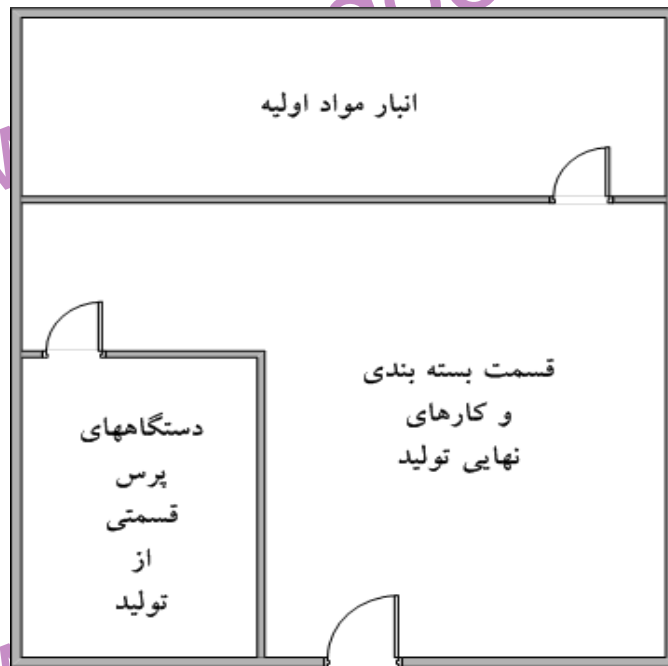 انبار مواد اولیه
قسمت بسته بندی
و کارهای
نهایی تولید
دستگاههای
پرس
قسمتی
از
تولید